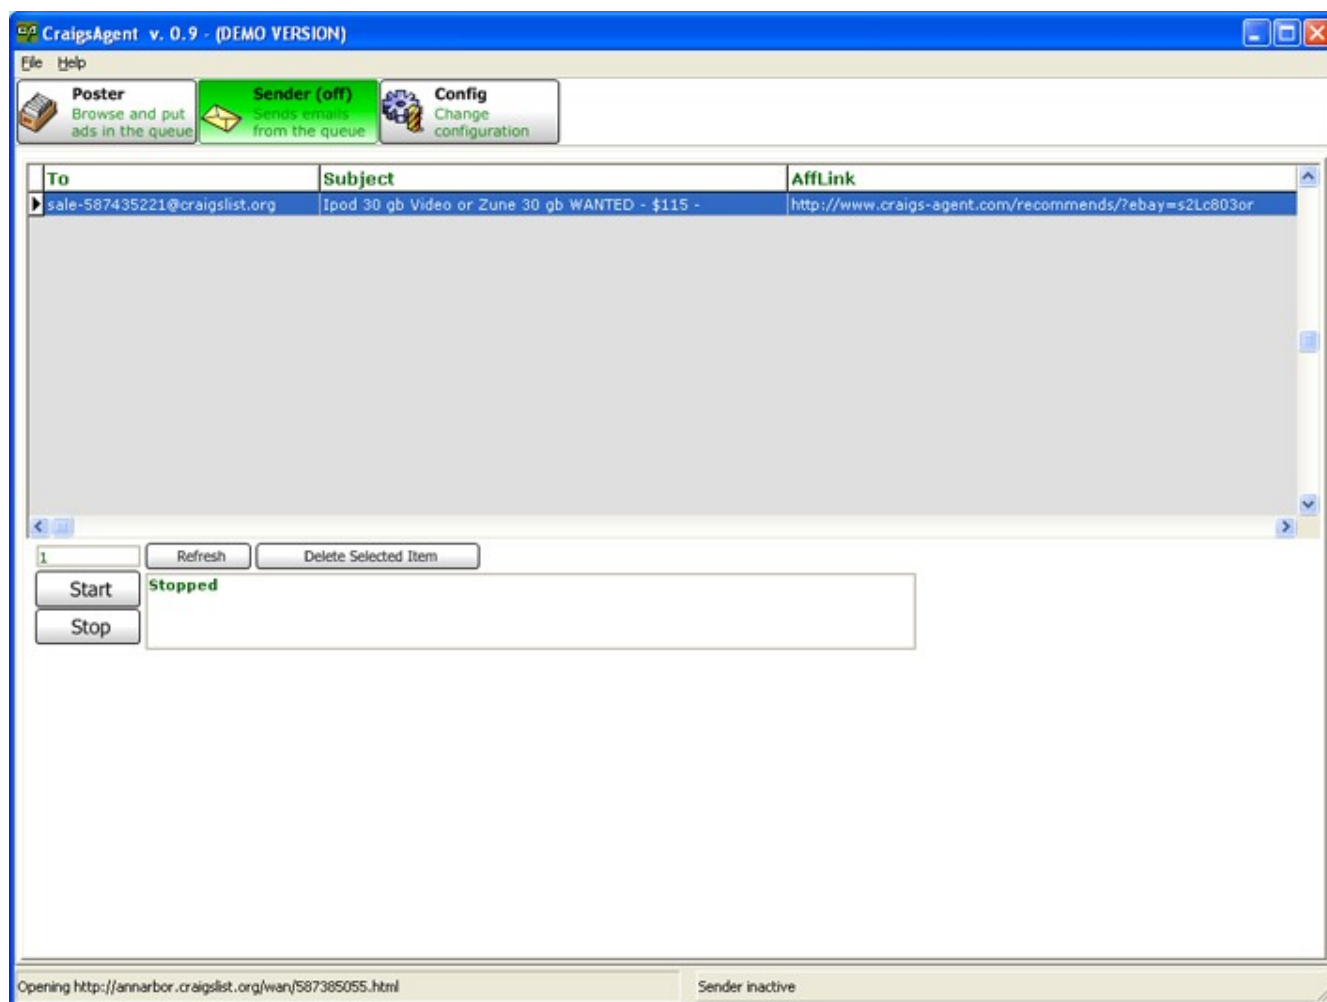 CraigsAgent v. 0.9 - (DEMO VERSION)
File Help
Poster
Browse and put
ads in the queue
Sender (off)
Sends emails
from the queue
Config
Change
configuration
To Subject AffLink
sale-587435221@craigslist.org Ipod 30 gb Video or Zune 30 gb WANTED - $115 - http://www.craigs-agent.com/recommends/?ebay=s2Lc803or
1 Refresh Delete Selected Item
Start Stopped
Stop
Opening http://annarbor.craigslist.org/wan/587385055.html Sender inactive